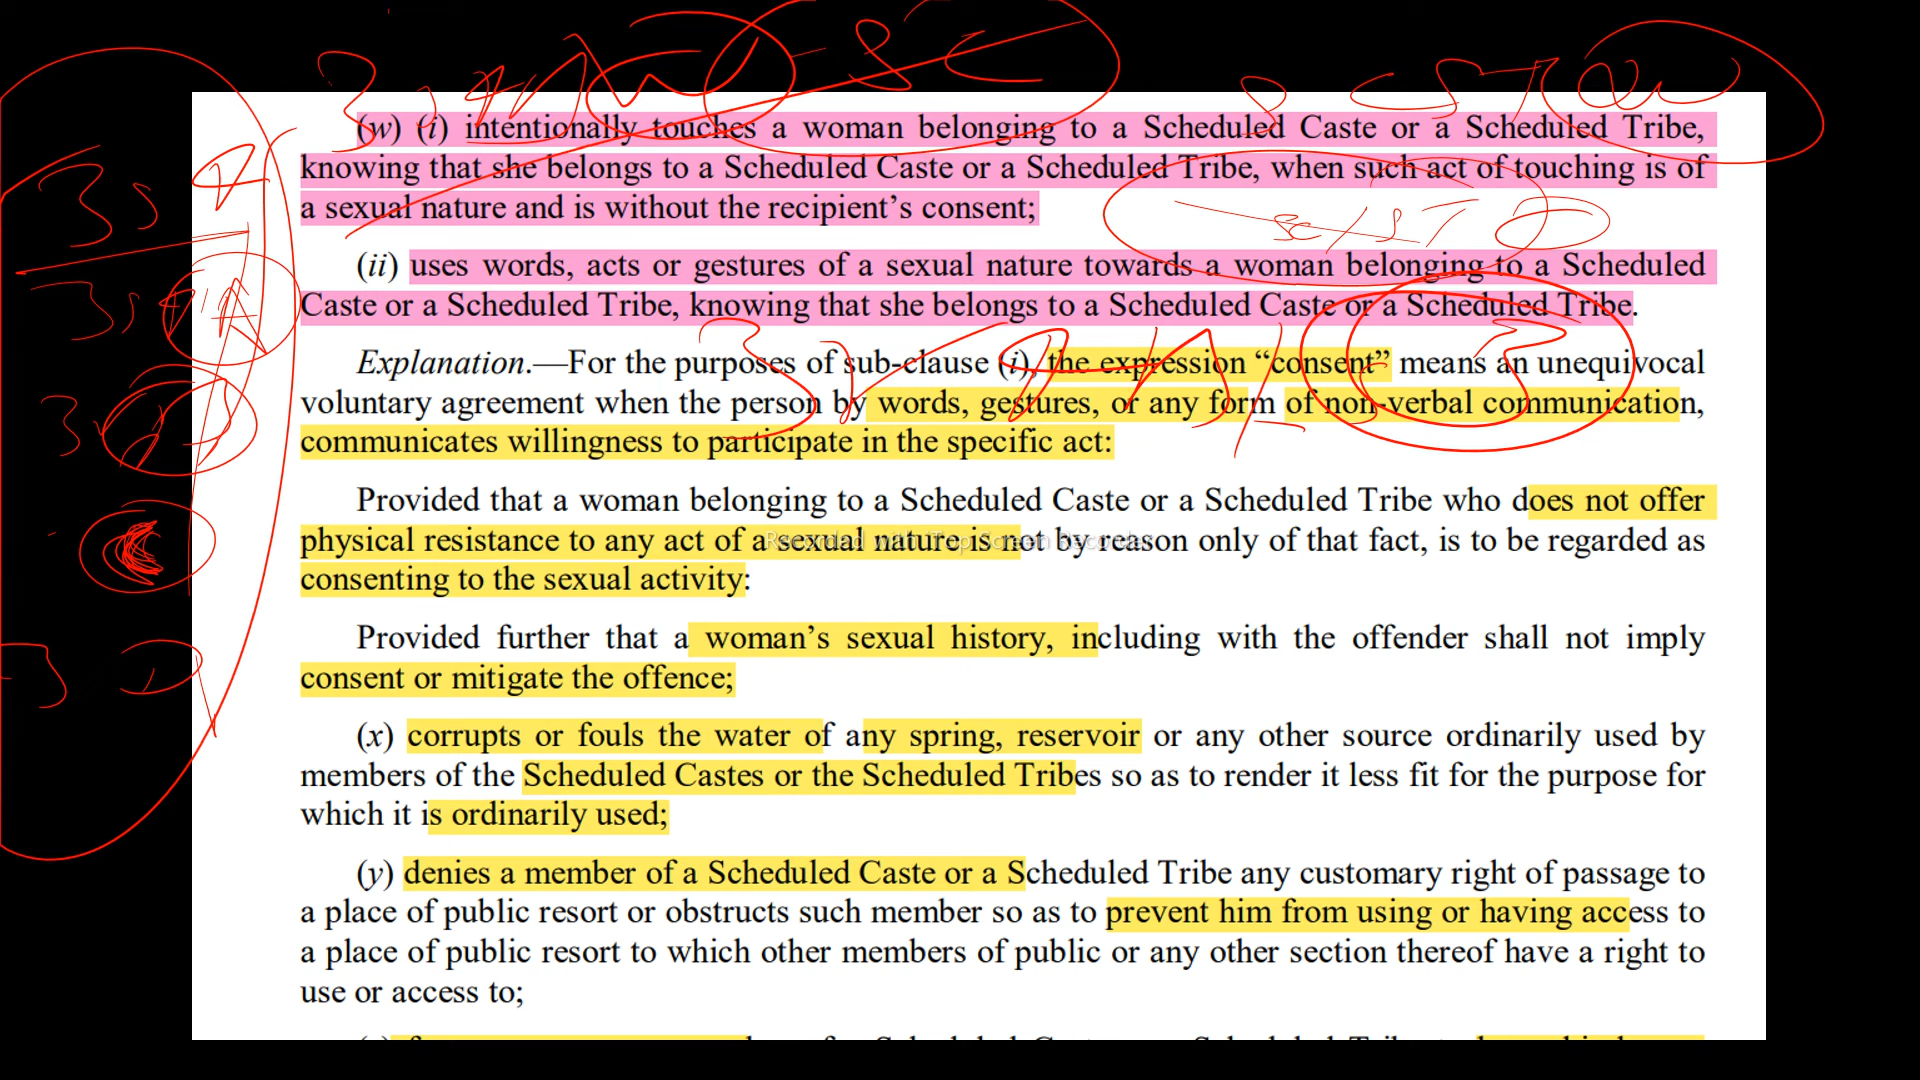 (w) (i) intentionally touches a woman belonging to a Scheduled Caste or a Scheduled Tribe,
knowing that she belongs to a Scheduled Caste or a Scheduled Tribe, when such act of touching is of
a sexual nature and is without the recipient’s consent;
(ii) uses words, acts or gestures of a sexual nature towards a woman belonging to a Scheduled
Caste or a Scheduled Tribe, knowing that she belongs to a Scheduled Caste or a Scheduled Tribe.
Explanation.—For the purposes of sub-clause (i), the expression “consent” means an unequivocal
voluntary agreement when the person by words, gestures, or any form of non-verbal communication,
communicates willingness to participate in the specific act:
Provided that a woman belonging to a Scheduled Caste or a Scheduled Tribe who does not offer
physical resistance to any act of a sexual nature is not by reason only of that fact, is to be regarded as
consenting to the sexual activity:
Provided further that a woman’s sexual history, including with the offender shall not imply
consent or mitigate the offence;
(x) corrupts or fouls the water of any spring, reservoir or any other source ordinarily used by
members of the Scheduled Castes or the Scheduled Tribes so as to render it less fit for the purpose for
which it is ordinarily used;
(y) denies a member of a Scheduled Caste or a Scheduled Tribe any customary right of passage to
a place of public resort or obstructs such member so as to prevent him from using or having access to
a place of public resort to which other members of public or any other section thereof have a right to
use or access to;